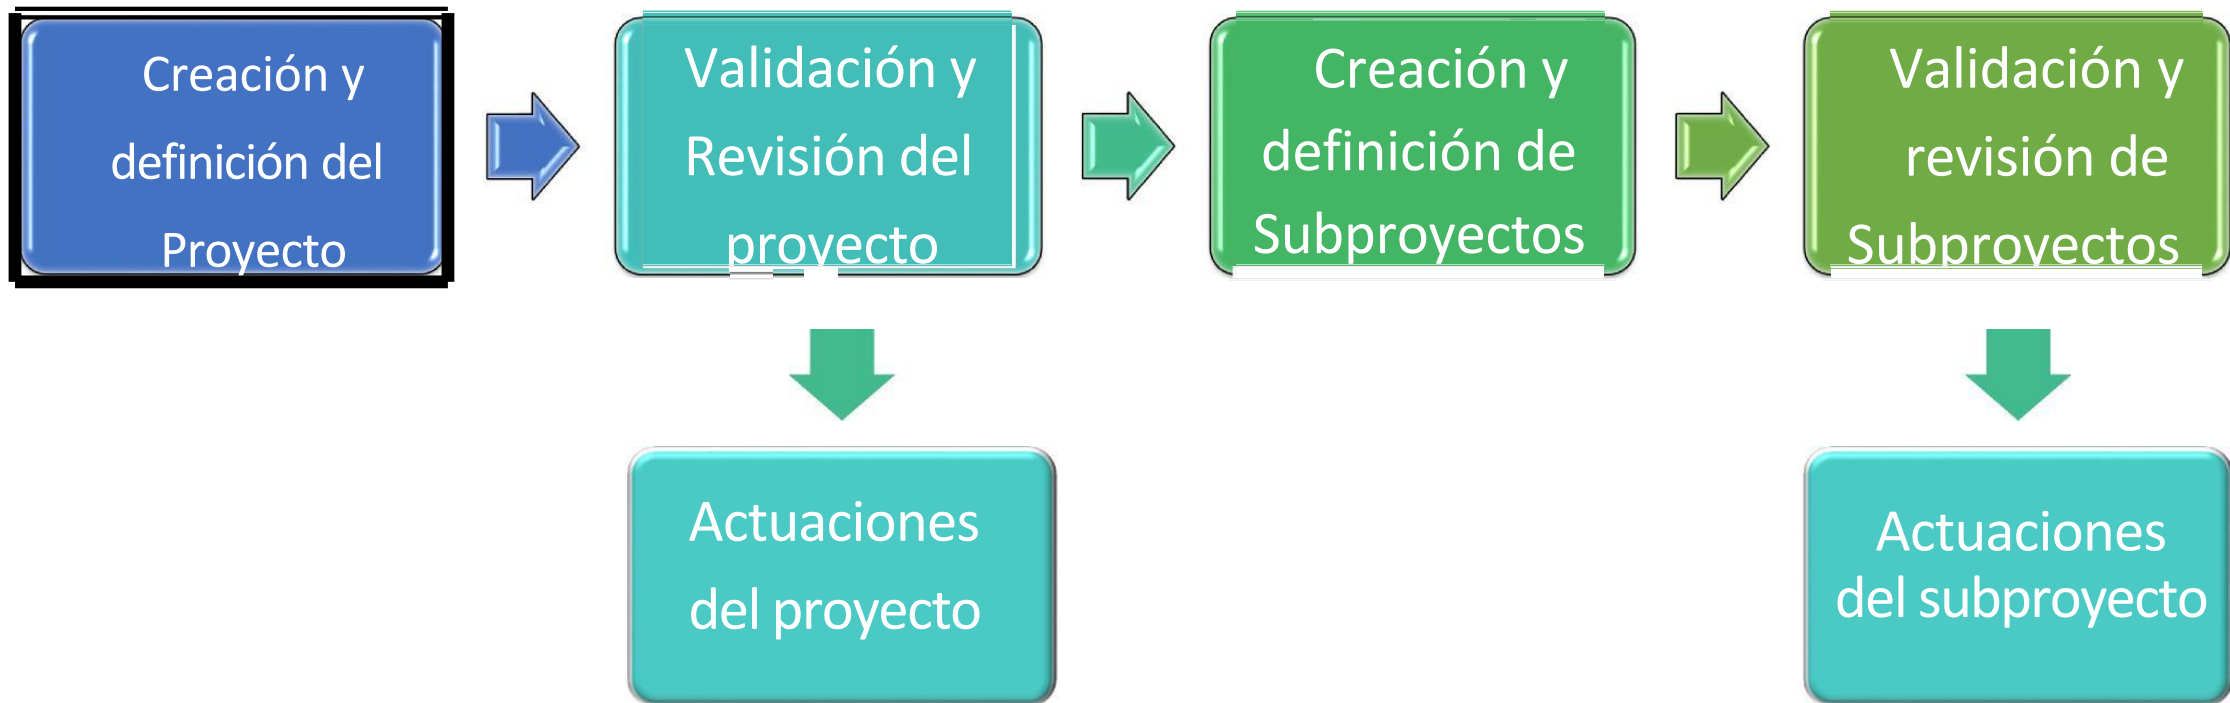 Creación y
definición del
Proyecto
Validación y
Revisión del
proyecto
Creación y
definición de
Subproyectos
Validación y
revisión de
Subproyectos
Actuaciones
del proyecto
Actuaciones
del subproyecto